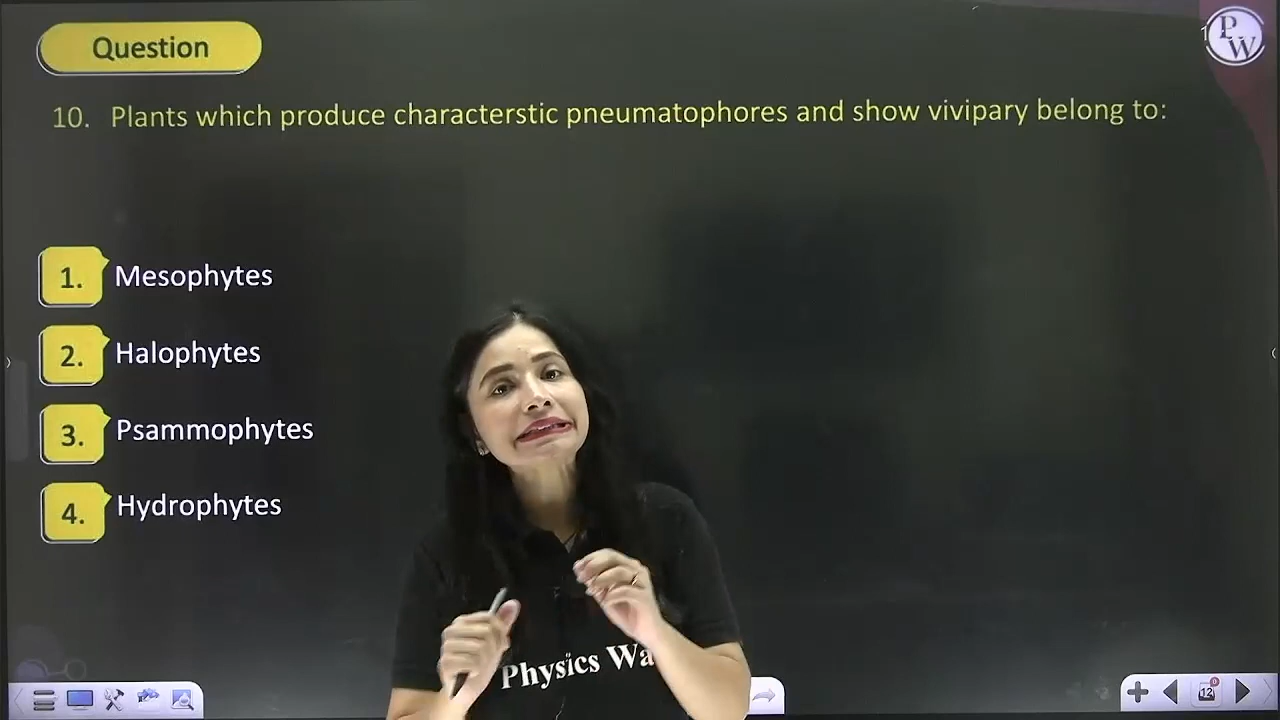 Question
P
W
10. Plants which produce characterstic pneumatophores and show vivipary belong to:
1. Mesophytes
2. Halophytes
3. Psammophytes
4. Hydrophytes
Physics Wa
12